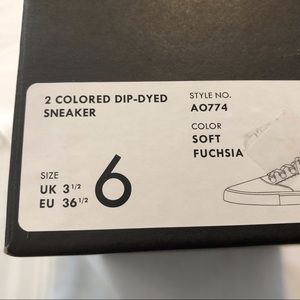 2 COLORED DIP-DYED
SNEAKER
STYLE NO.
AO774
COLOR
SOFT
FUCHSIA
SIZE
UK 3 1/2
EU 36 1/2
6